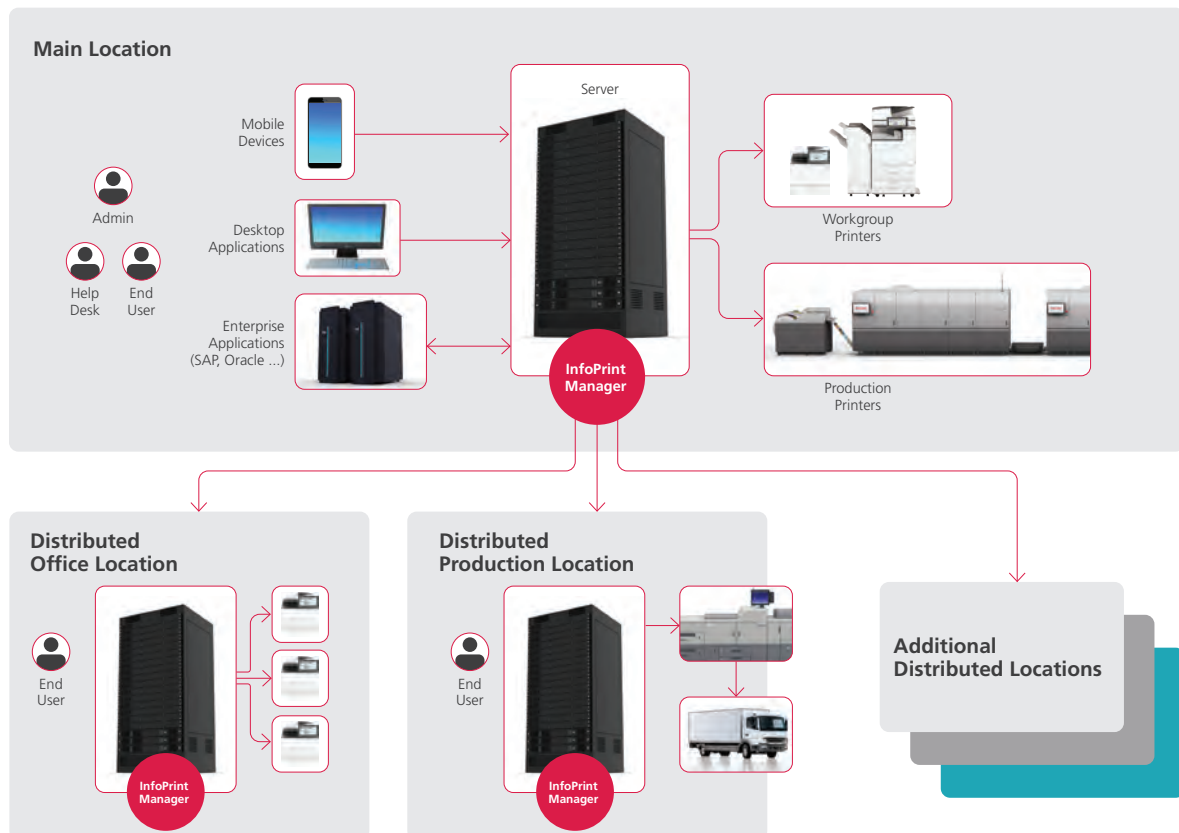 Main Location
Mobile
Devices
Server
Admin
Desktop
Applications
Workgroup
Printers
Help
Desk
End
User
Enterprise
Applications
(SAP, Oracle ...)
InfoPrint
Manager
Production
Printers
Distributed
Office Location
End
User
InfoPrint
Manager
Distributed
Production Location
End
User
InfoPrint
Manager
Additional
Distributed Locations